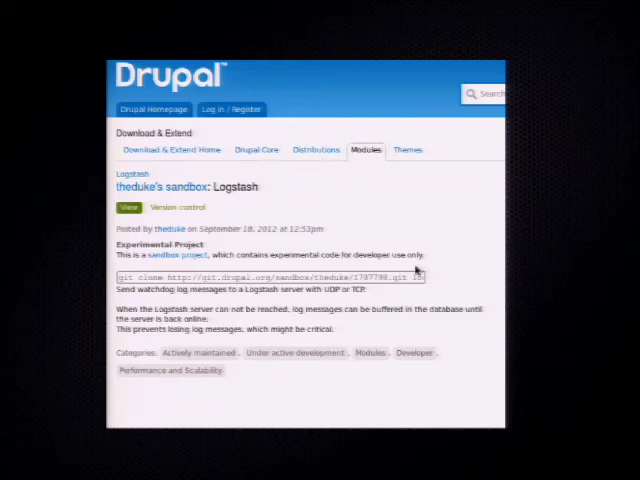 Drupal™
Search
Drupal Homepage Log in / Register
Download & Extend
Download & Extend Home Drupal Core Distributions Modules Themes
Logstash
theduke's sandbox: Logstash
View Version control
Posted by theduke on September 18, 2012 at 12:53pm
Experimental Project
This is a sandbox project, which contains experimental code for developer use only.
git clone http://git.drupal.org/sandbox/theduke/1787798.git
Send watchdog log messages to a Logstash server with UDP or TCP.
When the Logstash server can not be reached, log messages can be buffered in the database until
the server is back online.
This prevents losing log messages, which might be critical.
Categories: Actively maintained , Under active development , Modules , Developer ,
Performance and Scalability